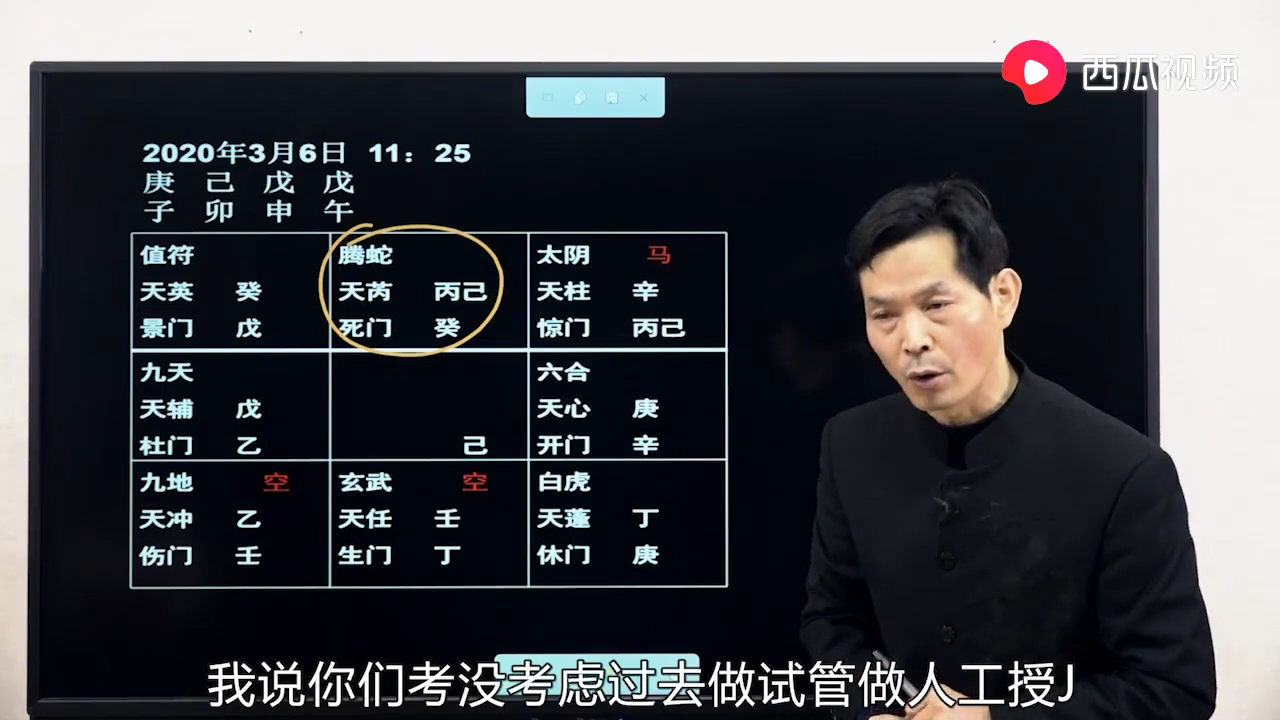 西瓜视频
2020年3月6日 11：25
庚 己 戊 戊
子 卯 申 午
值符
天英 癸
景门 戊
腾蛇
天芮 丙己
死门 癸
太阴 马
天柱 辛
惊门 丙己
九天
天辅 戊
杜门 乙
己
六合
天心 庚
开门 辛
九地 空
天冲 乙
伤门 壬
玄武 空
天任 壬
生门 丁
白虎
天蓬 丁
休门 庚
我说你们考没考虑过去做试管做人工授J